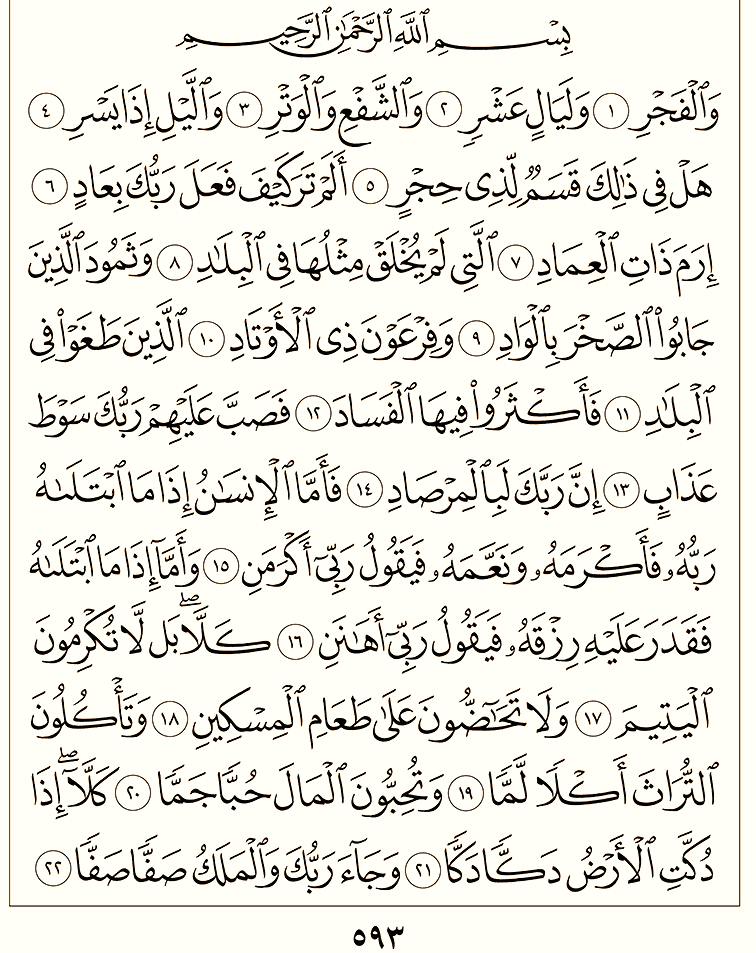 بِسْمِ ٱللَّهِ ٱلرَّحْمَٰنِ ٱلرَّحِيمِ
وَٱلْفَجْرِ ١ وَلَيَالٍ عَشْرٍ ٢ وَٱلشَّفْعِ وَٱلْوَتْرِ ٣ وَٱلَّيْلِ إِذَا يَسْرِ ٤
هَلْ فِى ذَٰلِكَ قَسَمٌ لِّذِى حِجْرٍ ٥ أَلَمْ تَرَ كَيْفَ فَعَلَ رَبُّكَ بِعَادٍ ٦
إِرَمَ ذَاتِ ٱلْعِمَادِ ٧ ٱلَّتِى لَمْ يُخْلَقْ مِثْلُهَا فِى ٱلْبِلَٰدِ ٨ وَثَمُودَ ٱلَّذِينَ
جَابُوا۟ ٱلصَّخْرَ بِٱلْوَادِ ٩ وَفِرْعَوْنَ ذِى ٱلْأَوْتَادِ ١٠ ٱلَّذِينَ طَغَوْا۟ فِى
ٱلْبِلَٰدِ ١١ فَأَكْثَرُوا۟ فِيهَا ٱلْفَسَادَ ١٢ فَصَبَّ عَلَيْهِمْ رَبُّكَ سَوْطَ
عَذَابٍ ١٣ إِنَّ رَبَّكَ لَبِٱلْمِرْصَادِ ١٤ فَأَمَّا ٱلْإِنسَٰنُ إِذَا مَا ٱبْتَلَىٰهُ
رَبُّهُۥ فَأَكْرَمَهُۥ وَنَعَّمَهُۥ فَيَقُولُ رَبِّىٓ أَكْرَمَنِ ١٥ وَأَمَّآ إِذَا مَا ٱبْتَلَىٰهُ
فَقَدَرَ عَلَيْهِ رِزْقَهُۥ فَيَقُولُ رَبِّىٓ أَهَٰنَنِ ١٦ كَلَّا ۖ بَل لَّا تُكْرِمُونَ
ٱلْيَتِيمَ ١٧ وَلَا تَحَٰٓضُّونَ عَلَىٰ طَعَامِ ٱلْمِسْكِينِ ١٨ وَتَأْكُلُونَ
ٱلتُّرَاثَ أَكْلًا لَّمًّا ١٩ وَتُحِبُّونَ ٱلْمَالَ حُبًّا جَمًّا ٢٠ كَلَّآ ۖ إِذَا
دُكَّتِ ٱلْأَرْضُ دَكًّا دَكًّا ٢١ وَجَآءَ رَبُّكَ وَٱلْمَلَكُ صَفًّا صَفًّا ٢٢
٥٩٣